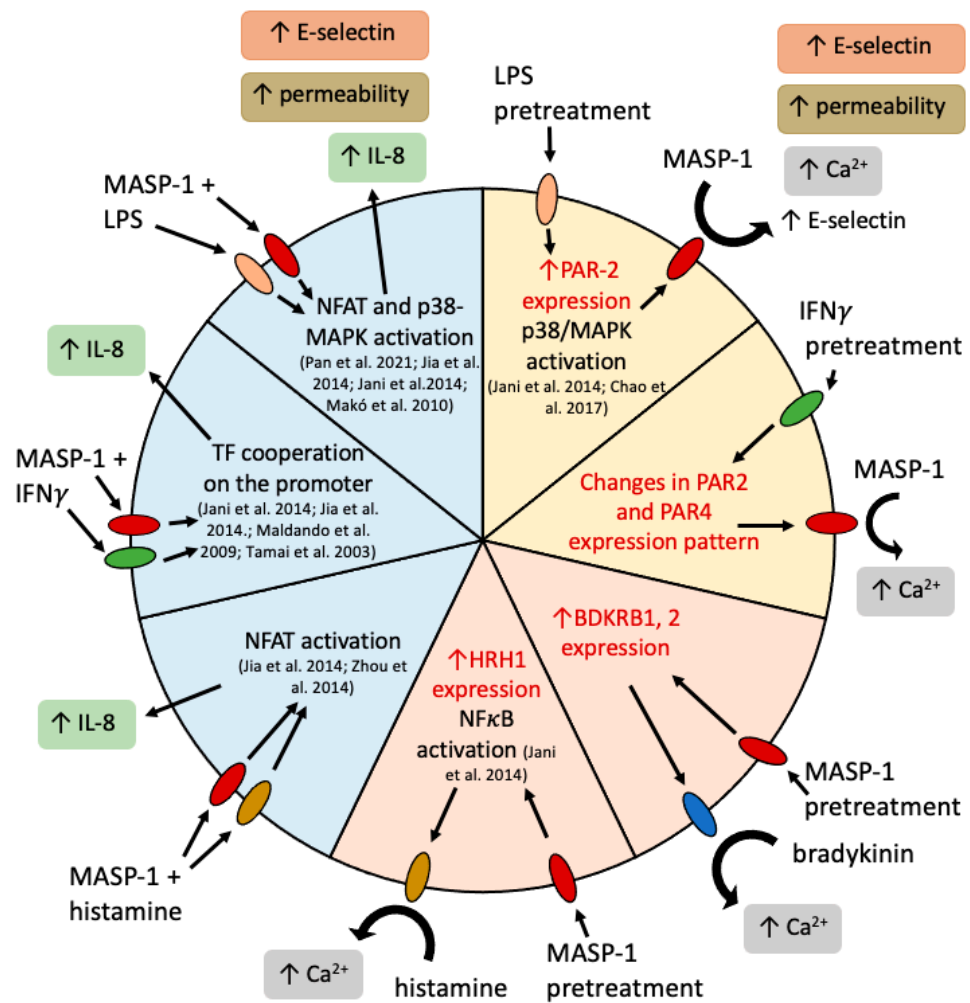 ↑ E-selectin
↑ permeability
↑ IL-8
MASP-1 +
LPS
NFAT and p38-
MAPK activation
(Pan et al. 2021; Jia et al.
2014; Jani et al.2014;
Makó et al. 2010)
LPS
pretreatment
↑PAR-2
expression
p38/MAPK
activation
(Jani et al. 2014; Chao et
al. 2017)
MASP-1
↑ E-selectin
↑ permeability
↑ Ca²⁺
↑ E-selectin
IFNγ
pretreatment
Changes in PAR2
and PAR4
expression pattern
MASP-1
↑ Ca²⁺
↑BDKRB1, 2
expression
MASP-1
pretreatment
bradykinin
↑ Ca²⁺
↑HRH1
expression
NFκB
activation (Jani
et al. 2014)
MASP-1
pretreatment
histamine
↑ Ca²⁺
NFAT activation
(Jia et al. 2014; Zhou et
al. 2014)
↑ IL-8
MASP-1 +
histamine
↑ IL-8
TF cooperation
on the promoter
(Jani et al. 2014; Jia et al.
2014.; Maldando et al.
2009; Tamai et al. 2003)
MASP-1 +
IFNγ